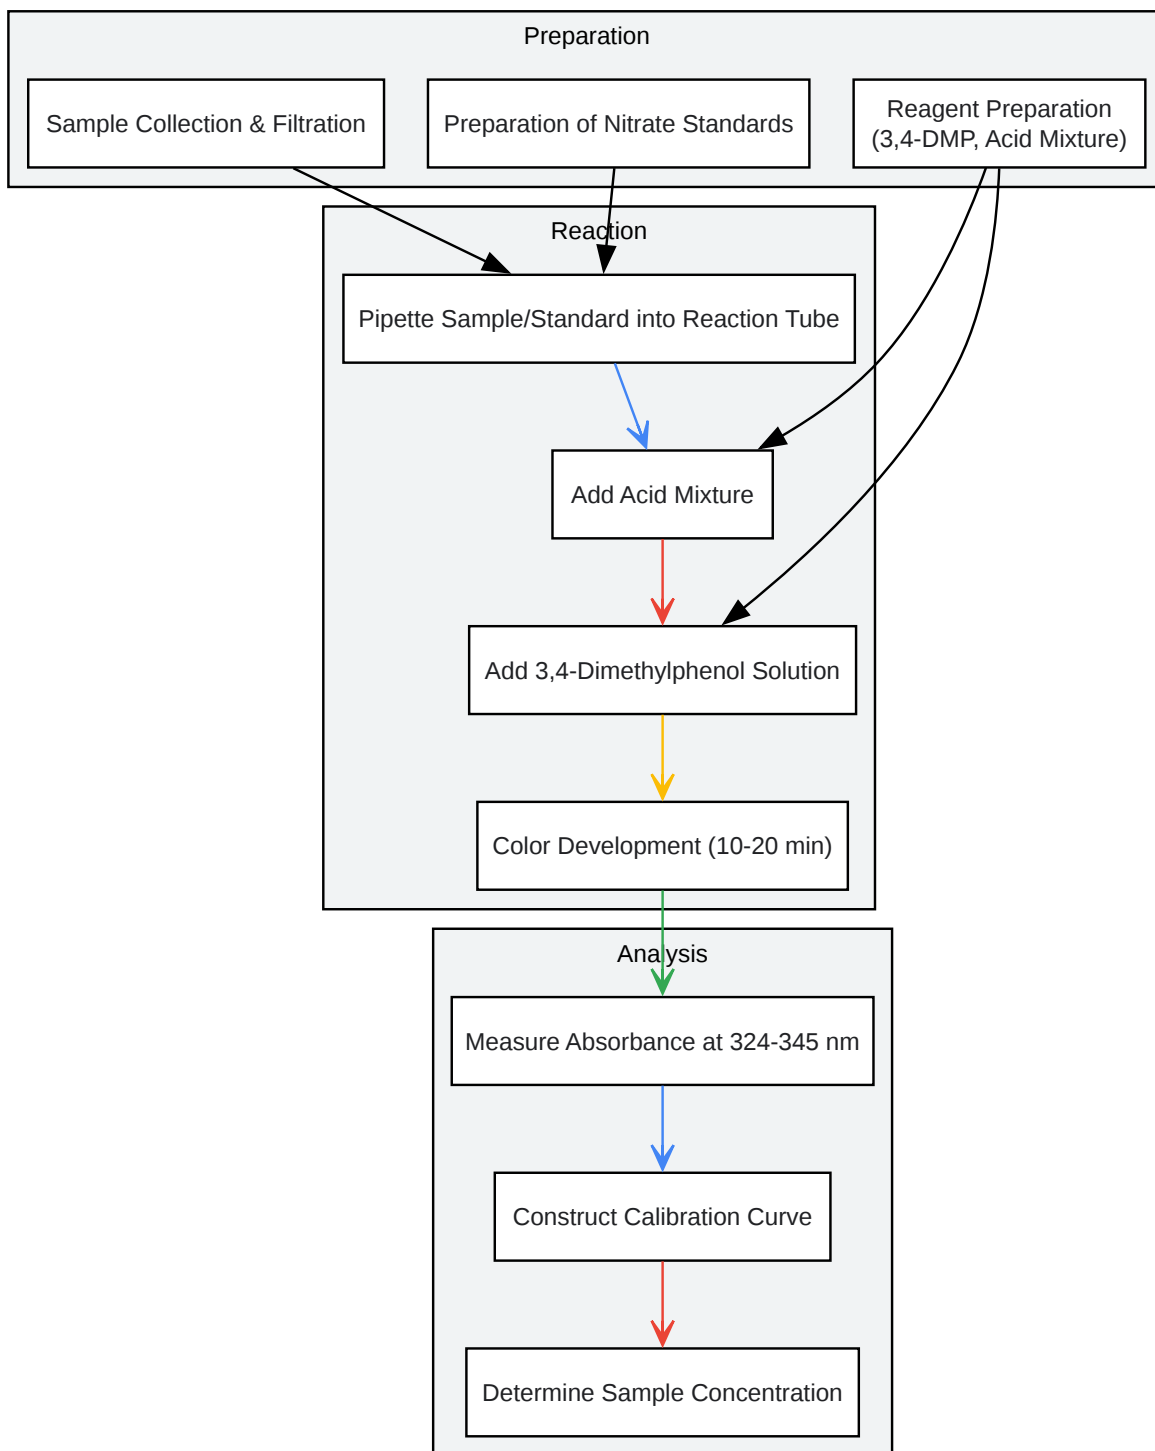 Preparation
Sample Collection & Filtration
Preparation of Nitrate Standards
Reagent Preparation
(3,4-DMP, Acid Mixture)
Reaction
Pipette Sample/Standard into Reaction Tube
Add Acid Mixture
Add 3,4-Dimethylphenol Solution
Color Development (10-20 min)
Analysis
Measure Absorbance at 324-345 nm
Construct Calibration Curve
Determine Sample Concentration